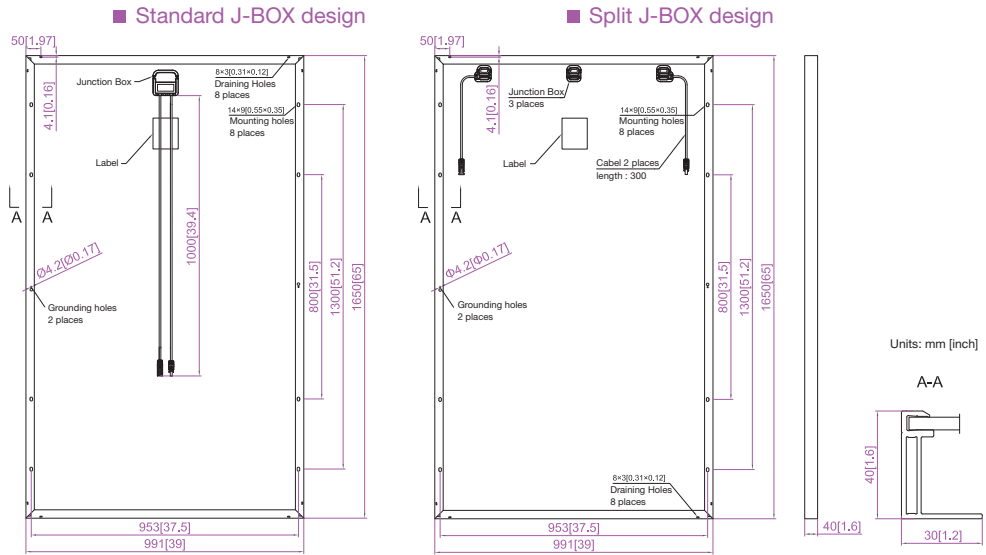 ■ Standard J-BOX design
50[1.97]
4.1[0.16]
Junction Box
8×3[0.31×0.12]
Draining Holes
8 places
14×9[0.55×0.35]
Mounting holes
8 places
Label
A
A
1000[39.4]
Ø4.2[Ø0.17]
Grounding holes
2 places
800[31.5]
1300[51.2]
1650[65]
953[37.5]
991[39]
■ Split J-BOX design
50[1.97]
4.1[0.16]
Junction Box
3 places
14×9[0.55×0.35]
Mounting holes
8 places
Label
Cabel 2 places
length : 300
A
A
Φ4.2[Φ0.17]
Grounding holes
2 places
800[31.5]
1300[51.2]
1650[65]
8×3[0.31×0.12]
Draining Holes
8 places
953[37.5]
991[39]
40[1.6]
Units: mm [inch]
A-A
40[1.6]
30[1.2]